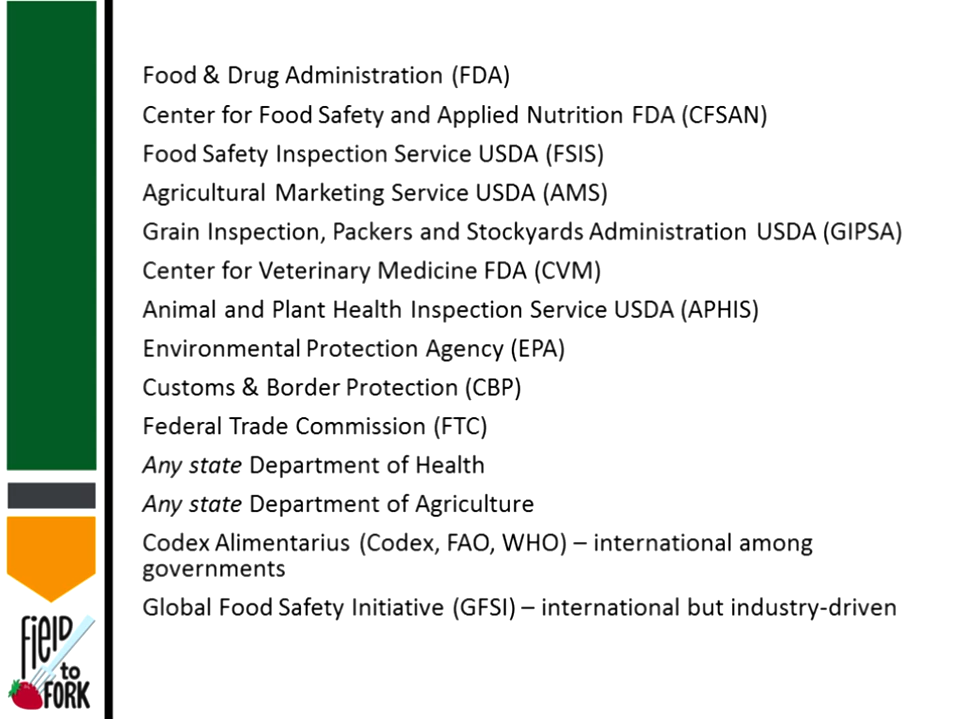 Food & Drug Administration (FDA)
Center for Food Safety and Applied Nutrition FDA (CFSAN)
Food Safety Inspection Service USDA (FSIS)
Agricultural Marketing Service USDA (AMS)
Grain Inspection, Packers and Stockyards Administration USDA (GIPSA)
Center for Veterinary Medicine FDA (CVM)
Animal and Plant Health Inspection Service USDA (APHIS)
Environmental Protection Agency (EPA)
Customs & Border Protection (CBP)
Federal Trade Commission (FTC)
Any state Department of Health
Any state Department of Agriculture
Codex Alimentarius (Codex, FAO, WHO) – international among
governments
Global Food Safety Initiative (GFSI) – international but industry-driven
FiElD
to
FORK